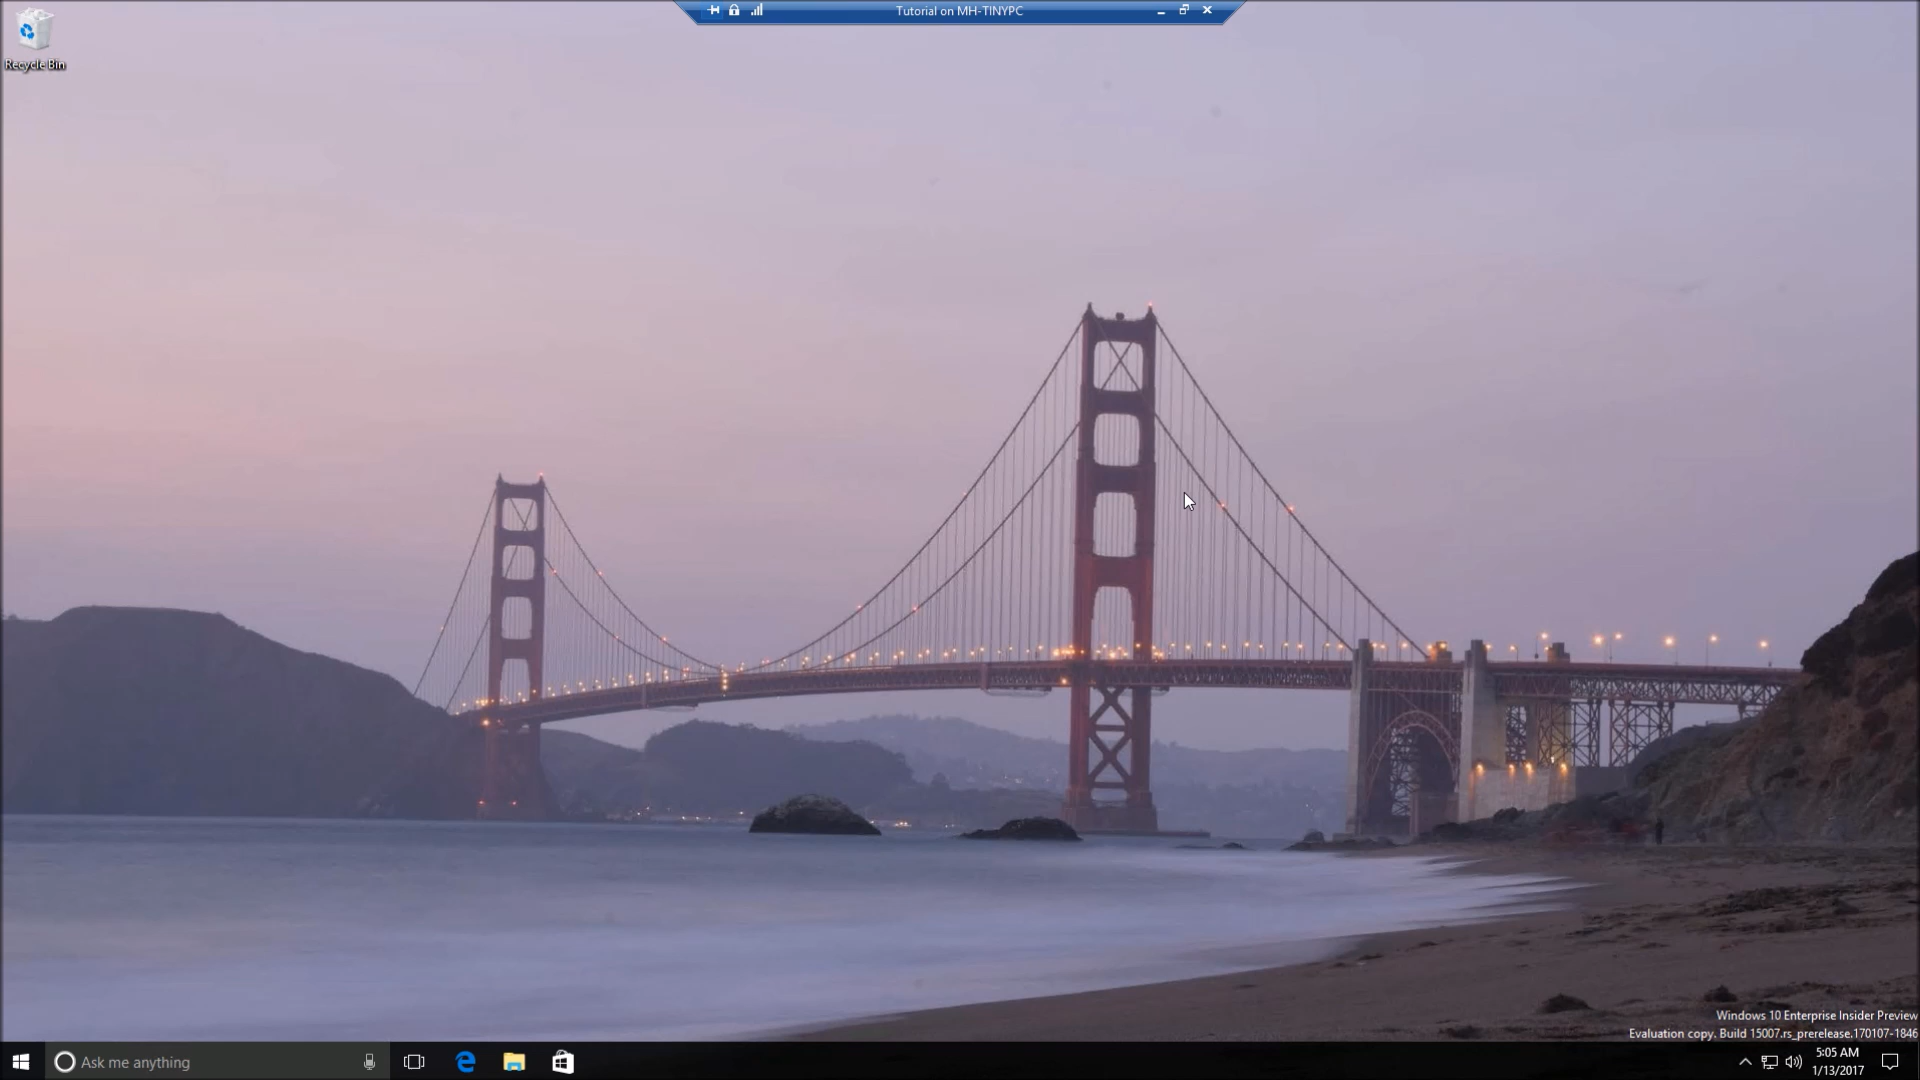 Tutorial on MH-TINYPC
Recycle Bin
Windows 10 Enterprise Insider Preview
Evaluation copy. Build 15007.rs_prerelease.170107-1846
Ask me anything
5:05 AM
1/13/2017